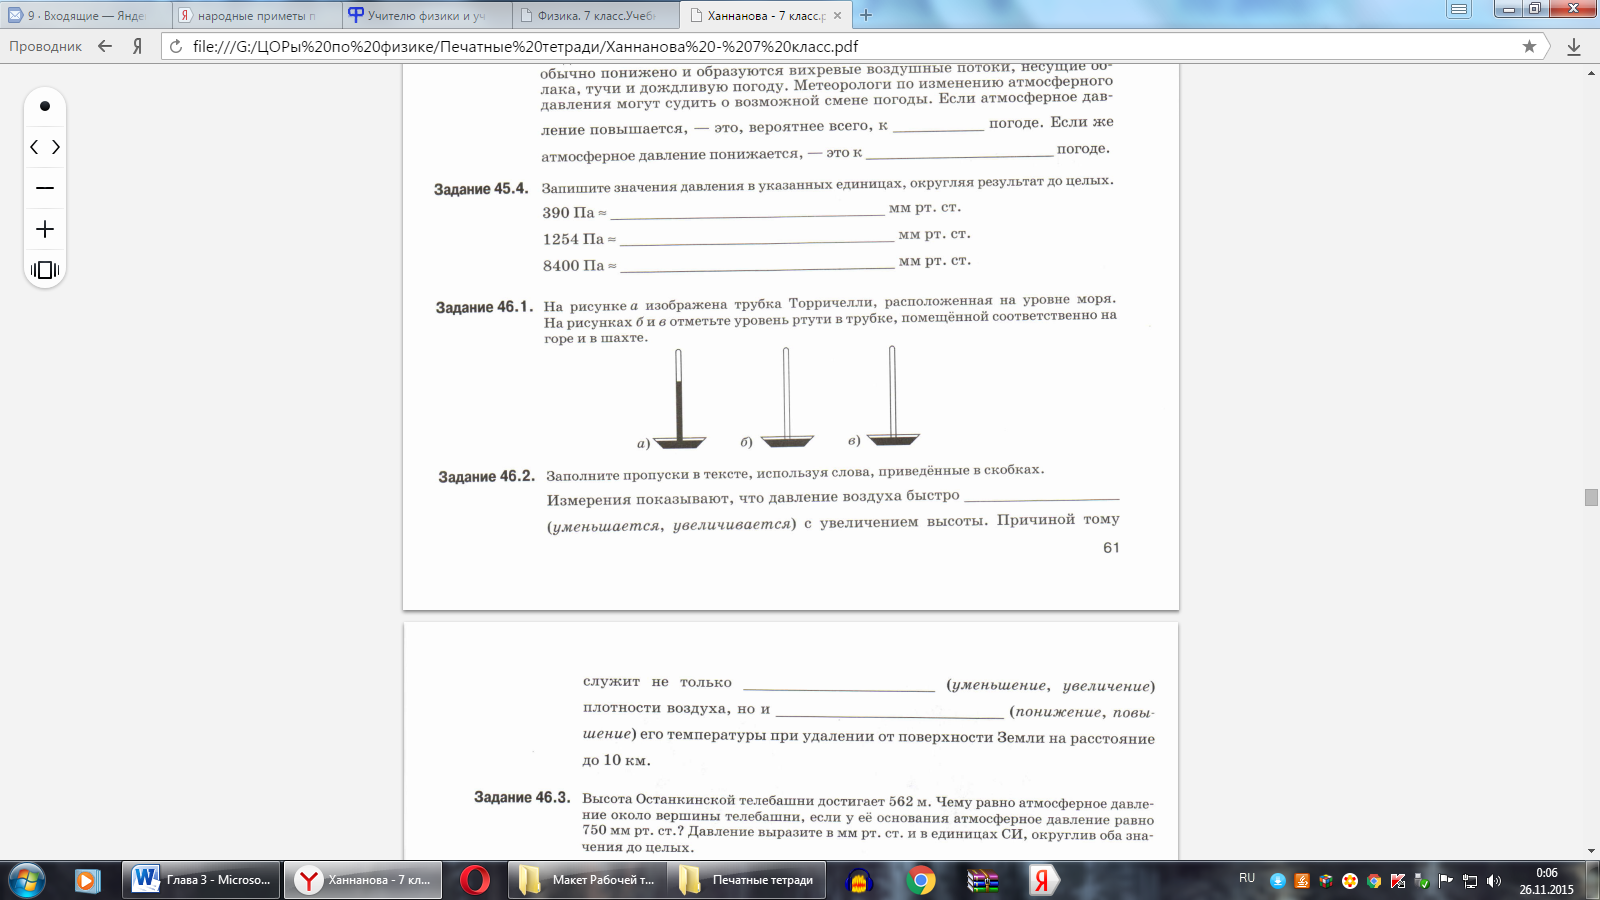 9 · Входящие — Яндек
народные приметы п
Учителю физики и уч
Физика. 7 класс.Учебн
Ханнанова - 7 класс.p
Проводник
file:///G:/ЦОРы%20по%20физике/Печатные%20тетради/Ханнанова%20-%207%20класс.pdf
обычно понижено и образуются вихревые воздушные потоки, несущие об-
лака, тучи и дождливую погоду. Метеорологи по изменению атмосферного
давления могут судить о возможной смене погоды. Если атмосферное дав-
ление повышается, — это, вероятнее всего, к ____________ погоде. Если же
атмосферное давление понижается, — это к ____________ погоде.
Задание 45.4. Запишите значения давления в указанных единицах, округляя результат до целых.
390 Па ≈ ____________ мм рт. ст.
1254 Па ≈ ____________ мм рт. ст.
8400 Па ≈ ____________ мм рт. ст.
Задание 46.1. На рисунке а изображена трубка Торричелли, расположенная на уровне моря.
На рисунках б и в отметьте уровень ртути в трубке, помещённой соответственно на
горе и в шахте.
а) б) в)
Задание 46.2. Заполните пропуски в тексте, используя слова, приведённые в скобках.
Измерения показывают, что давление воздуха быстро ____________
(уменьшается, увеличивается) с увеличением высоты. Причиной тому
61
служит не только ____________ (уменьшение, увеличение)
плотности воздуха, но и ____________ (понижение, повы-
шение) его температуры при удалении от поверхности Земли на расстояние
до 10 км.
Задание 46.3. Высота Останкинской телебашни достигает 562 м. Чему равно атмосферное давле-
ние около вершины телебашни, если у её основания атмосферное давление равно
750 мм рт. ст.? Давление выразите в мм рт. ст. и в единицах СИ, округлив оба зна-
чения до целых.
Глава 3 - Microso...
Ханнанова - 7 кл...
Макет Рабочей т...
Печатные тетради
RU
0:06
26.11.2015